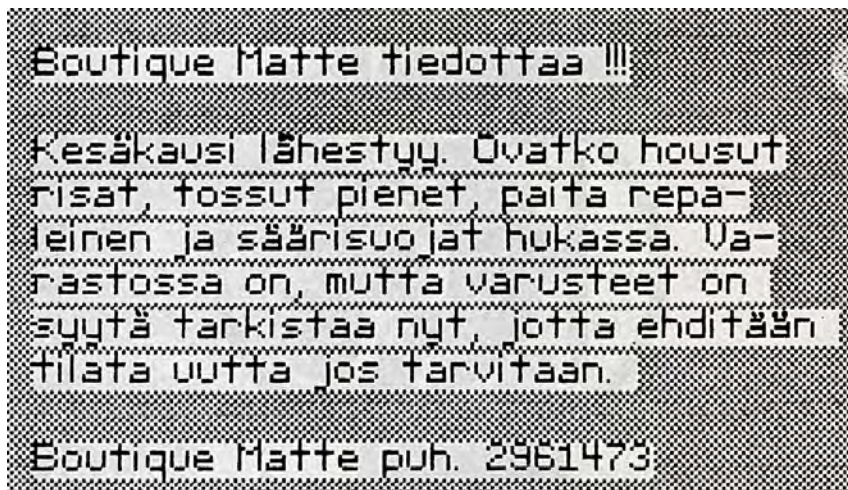 Boutique Matte tiedottaa !!!
Kesäkausi lähestyy. Ovatko housut
risat, tossut pienet, paita repa-
leinen ja säärisuojat hukassa. Va-
rastossa on, mutta varusteet on
syytä tarkistaa nyt, jotta ehditään
tilata uutta jos tarvitaan.
Boutique Matte puh. 2961473